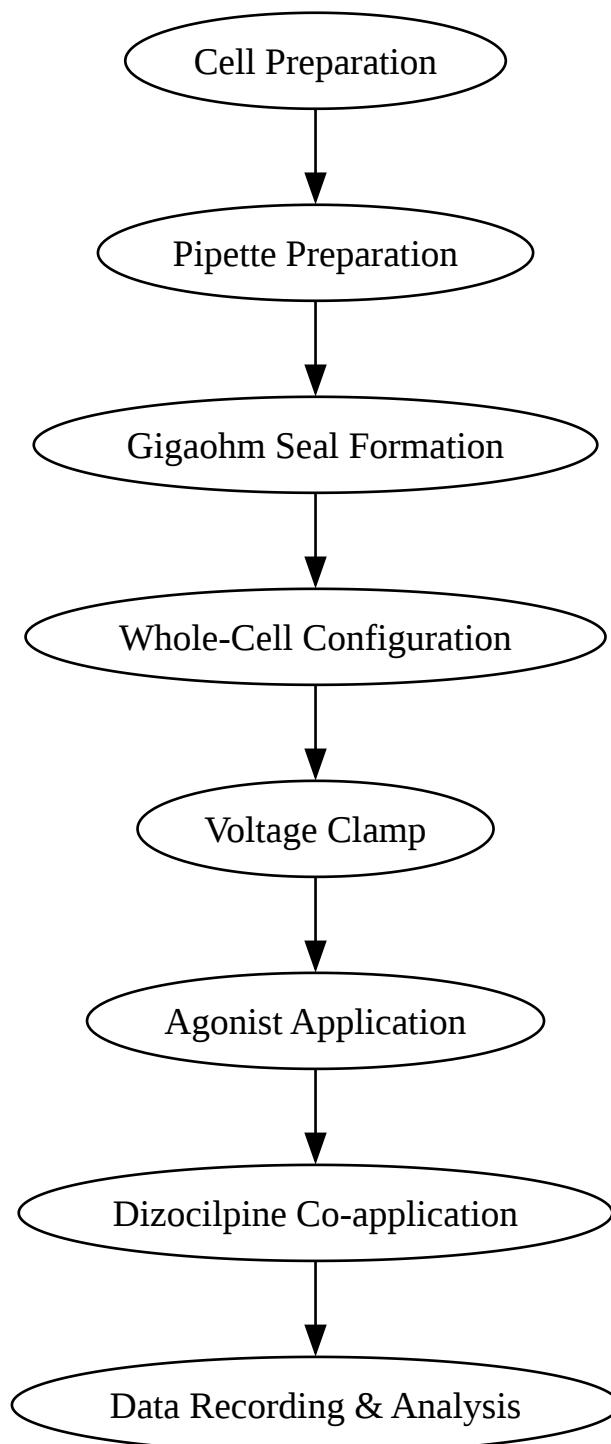 Cell Preparation
Pipette Preparation
Gigaohm Seal Formation
Whole-Cell Configuration
Voltage Clamp
Agonist Application
Dizocilpine Co-application
Data Recording & Analysis